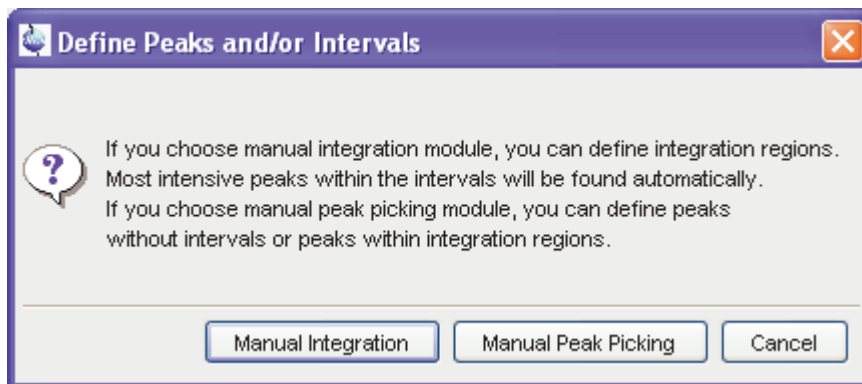 Define Peaks and/or Intervals
If you choose manual integration module, you can define integration regions.
Most intensive peaks within the intervals will be found automatically.
If you choose manual peak picking module, you can define peaks
without intervals or peaks within integration regions.
Manual Integration Manual Peak Picking Cancel